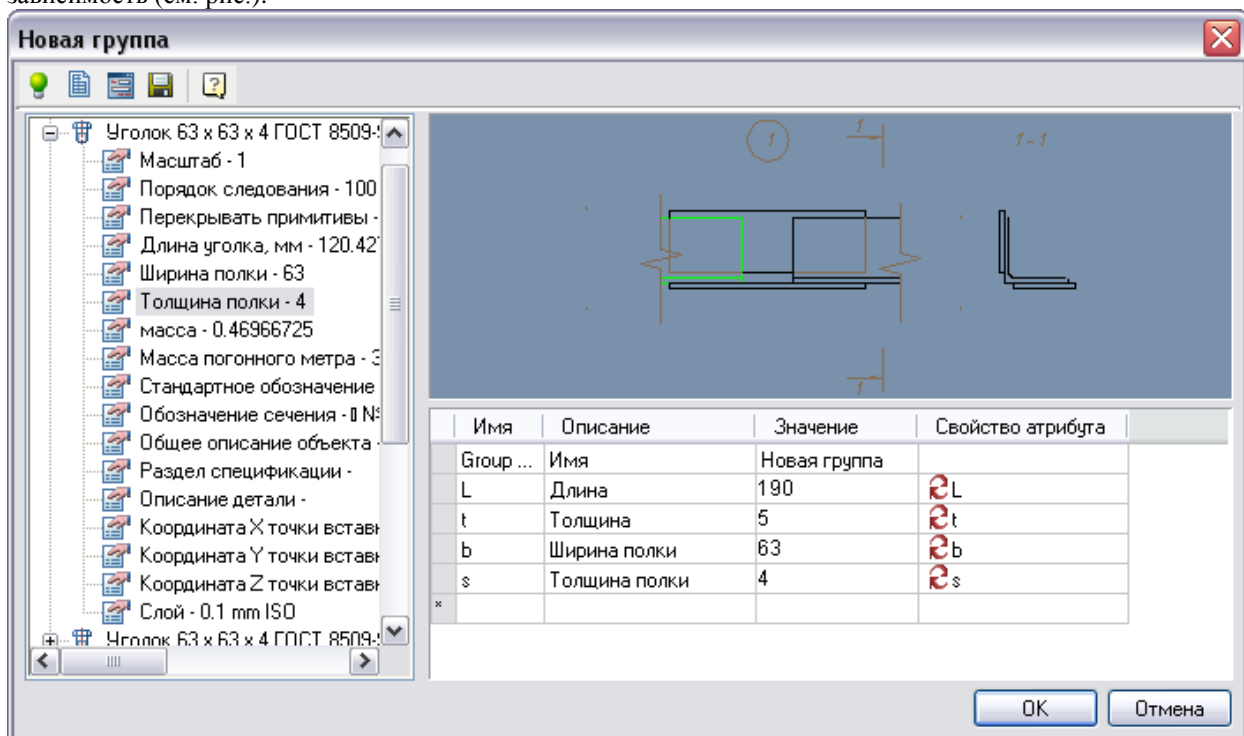 зависимость (см. рис.).
Новая группа
Уголок 63 x 63 x 4 ГОСТ 8509-
Масштаб - 1
Порядок следования - 100
Перекрывать примитивы -
Длина уголка, мм - 120.42
Ширина полки - 63
Толщина полки - 4
масса - 0.46966725
Масса погонного метра - 3
Стандартное обозначение
Обозначение сечения -
Общее описание объекта -
Раздел спецификации -
Описание детали -
Координата X точки встав
Координата Y точки встав
Координата Z точки встав
Слой - 0.1 mm ISO
Уголок 63 x 63 x 4 ГОСТ 8509-
1 1 1-1
1
Имя Описание Значение Свойство атрибута
Group ... Имя Новая группа
L Длина 190 L
t Толщина 5 t
b Ширина полки 63 b
s Толщина полки 4 s
*
OK Отмена